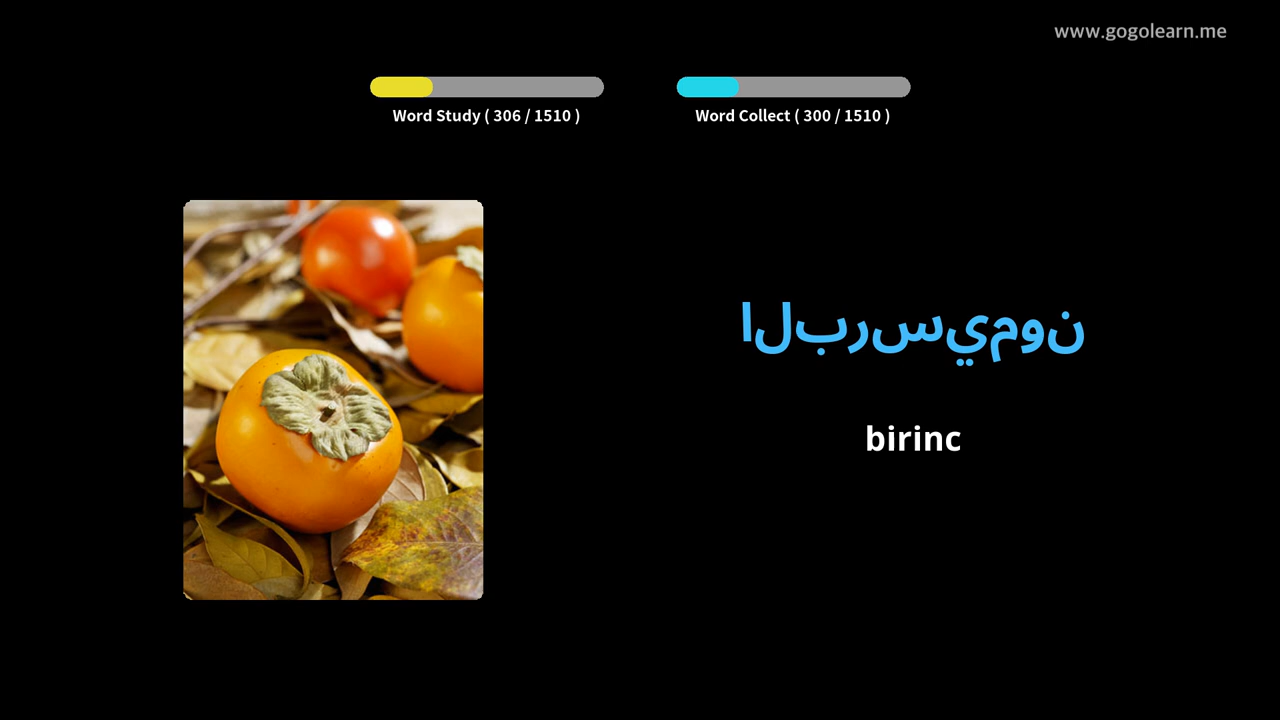 www.gogolearn.me
Word Study ( 306 / 1510 )
Word Collect ( 300 / 1510 )
البرسيمون
birinc